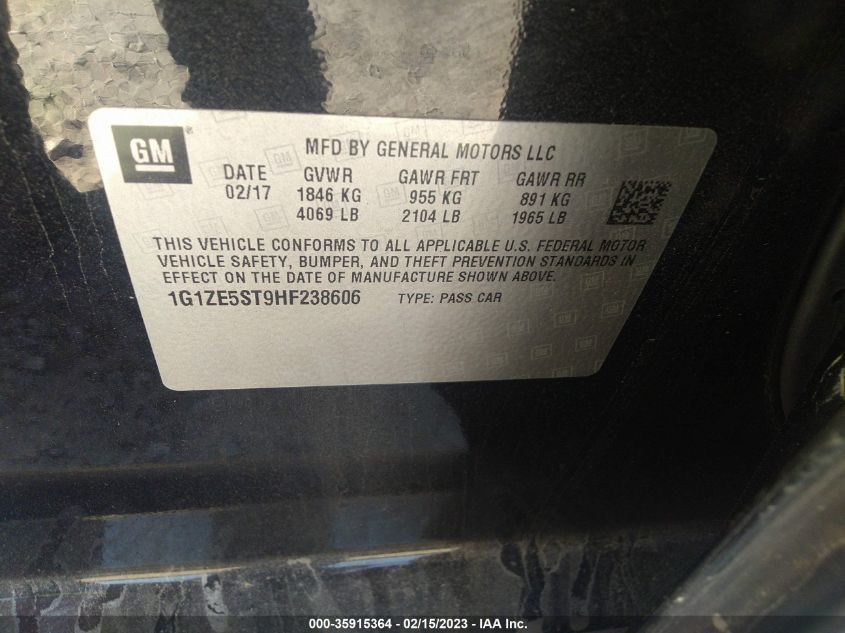 GM
MFD BY GENERAL MOTORS LLC
DATE GVWR GAWR FRT GAWR RR
02/17 1846 KG 955 KG 891 KG
4069 LB 2104 LB 1965 LB
THIS VEHICLE CONFORMS TO ALL APPLICABLE U.S. FEDERAL MOTOR
VEHICLE SAFETY, BUMPER, AND THEFT PREVENTION STANDARDS IN
EFFECT ON THE DATE OF MANUFACTURE SHOWN ABOVE.
1G1ZE5ST9HF238606 TYPE: PASS CAR
000-35915364 - 02/15/2023 - IAA Inc.